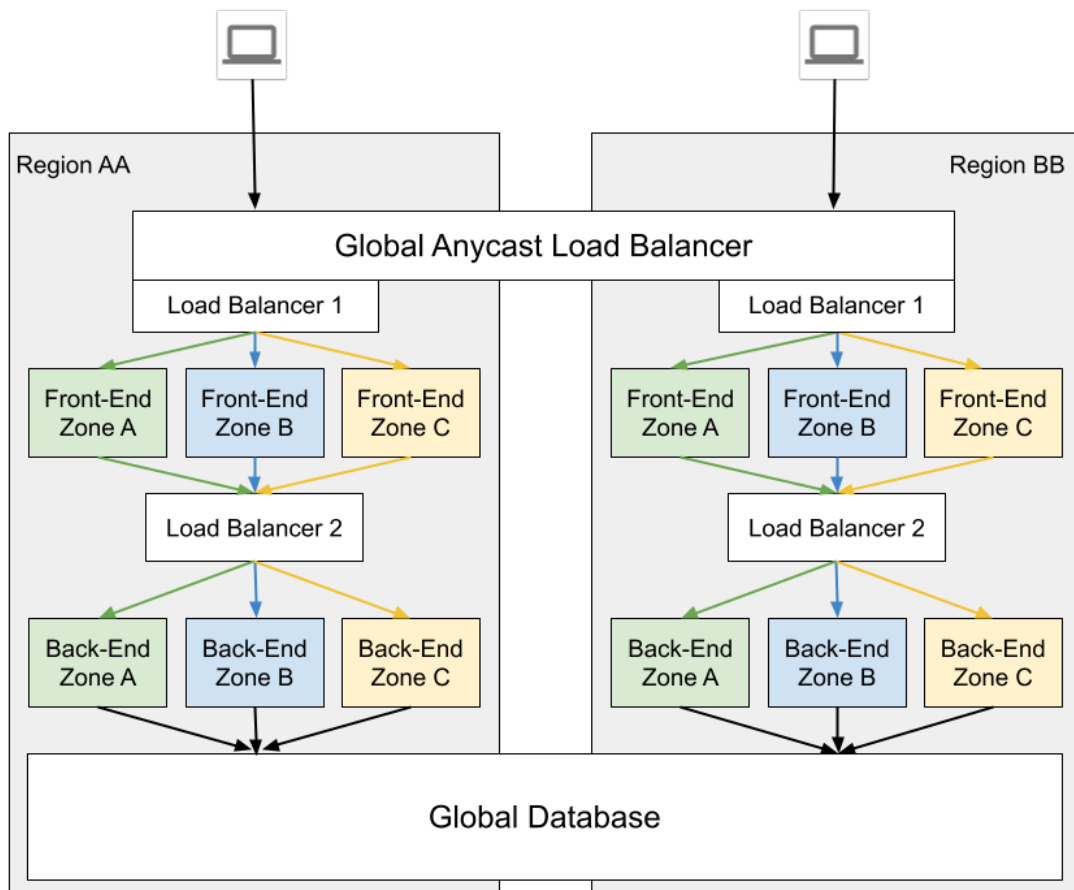 Region AA
Region BB
Global Anycast Load Balancer
Load Balancer 1
Load Balancer 1
Front-End
Zone A
Front-End
Zone B
Front-End
Zone C
Front-End
Zone A
Front-End
Zone B
Front-End
Zone C
Load Balancer 2
Load Balancer 2
Back-End
Zone A
Back-End
Zone B
Back-End
Zone C
Back-End
Zone A
Back-End
Zone B
Back-End
Zone C
Global Database